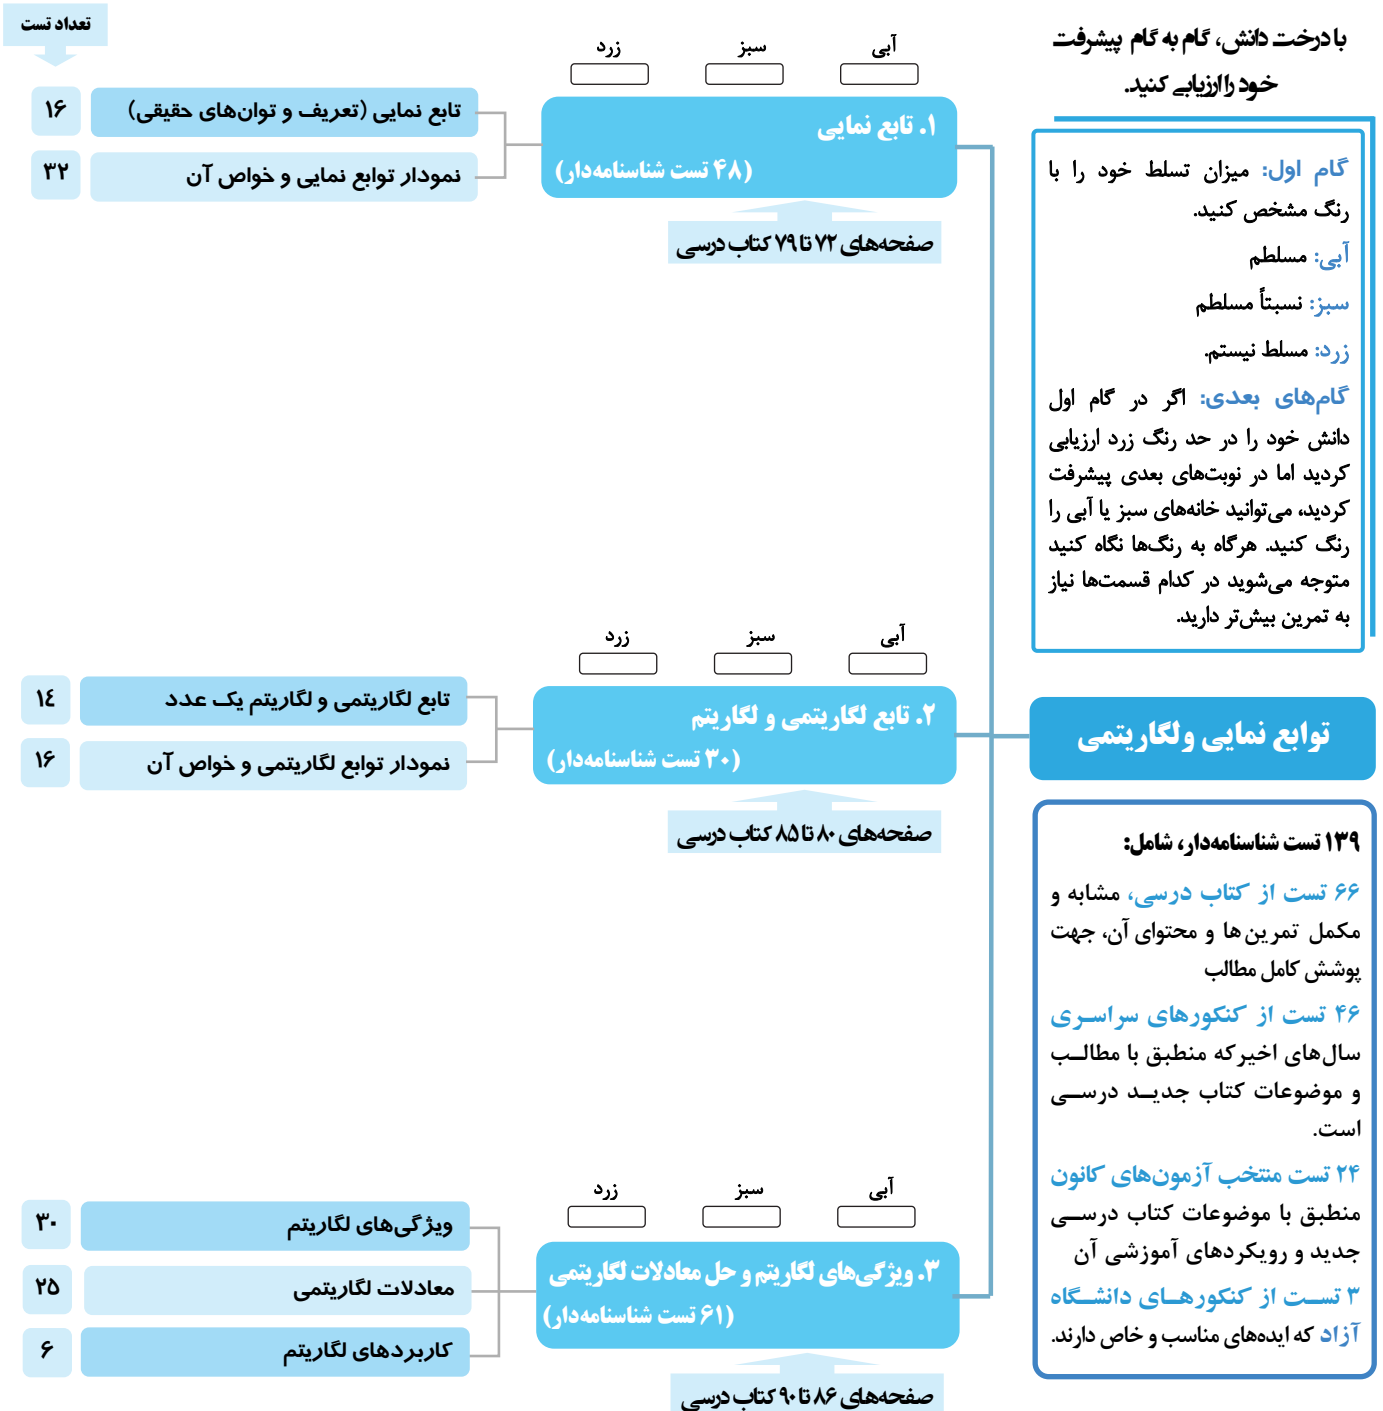 با درخت دانش، گام به گام پیشرفت
خود را ارزیابی کنید.
گام اول: میزان تسلط خود را با
رنگ مشخص کنید.
آبی: مسلطم
سبز: نسبتاً مسلطم
زرد: مسلط نیستم.
گام‌های بعدی: اگر در گام اول
دانش خود را در حد رنگ زرد ارزیابی
کردید اما در نوبت‌های بعدی پیشرفت
کردید، می‌توانید خانه‌های سبز یا آبی را
رنگ کنید. هرگاه به رنگ‌ها نگاه کنید
متوجه می‌شوید در کدام قسمت‌ها نیاز
به تمرین بیش‌تر دارید.
توابع نمایی و لگاریتمی
۱۳۹ تست شناسنامه‌دار، شامل:
۶۶ تست از کتاب درسی، مشابه و
مکمل تمرین ها و محتوای آن، جهت
پوشش کامل مطالب
۴۶ تست از کنکورهای سراسری
سال‌های اخیر که منطبق با مطالب
و موضوعات کتاب جدید درسی
است.
۲۴ تست منتخب آزمون‌های کانون
منطبق با موضوعات کتاب درسی
جدید و رویکردهای آموزشی آن
۳ تست از کنکورهای دانشگاه
آزاد که ایده‌های مناسب و خاص دارند.
تعداد تست
آبی سبز زرد
۱. تابع نمایی
(۴۸ تست شناسنامه‌دار)
صفحه‌های ۷۲ تا ۷۹ کتاب درسی
تابع نمایی (تعریف و توان‌های حقیقی) ۱۶
نمودار توابع نمایی و خواص آن ۳۲
آبی سبز زرد
۲. تابع لگاریتمی و لگاریتم
(۳۰ تست شناسنامه‌دار)
صفحه‌های ۸۰ تا ۸۵ کتاب درسی
تابع لگاریتمی و لگاریتم یک عدد ۱٤
نمودار توابع لگاریتمی و خواص آن ۱۶
آبی سبز زرد
۳. ویژگی‌های لگاریتم و حل معادلات لگاریتمی
(۶۱ تست شناسنامه‌دار)
صفحه‌های ۸۶ تا ۹۰ کتاب درسی
ویژگی‌های لگاریتم ۳۰
معادلات لگاریتمی ۲۵
کاربردهای لگاریتم ۶